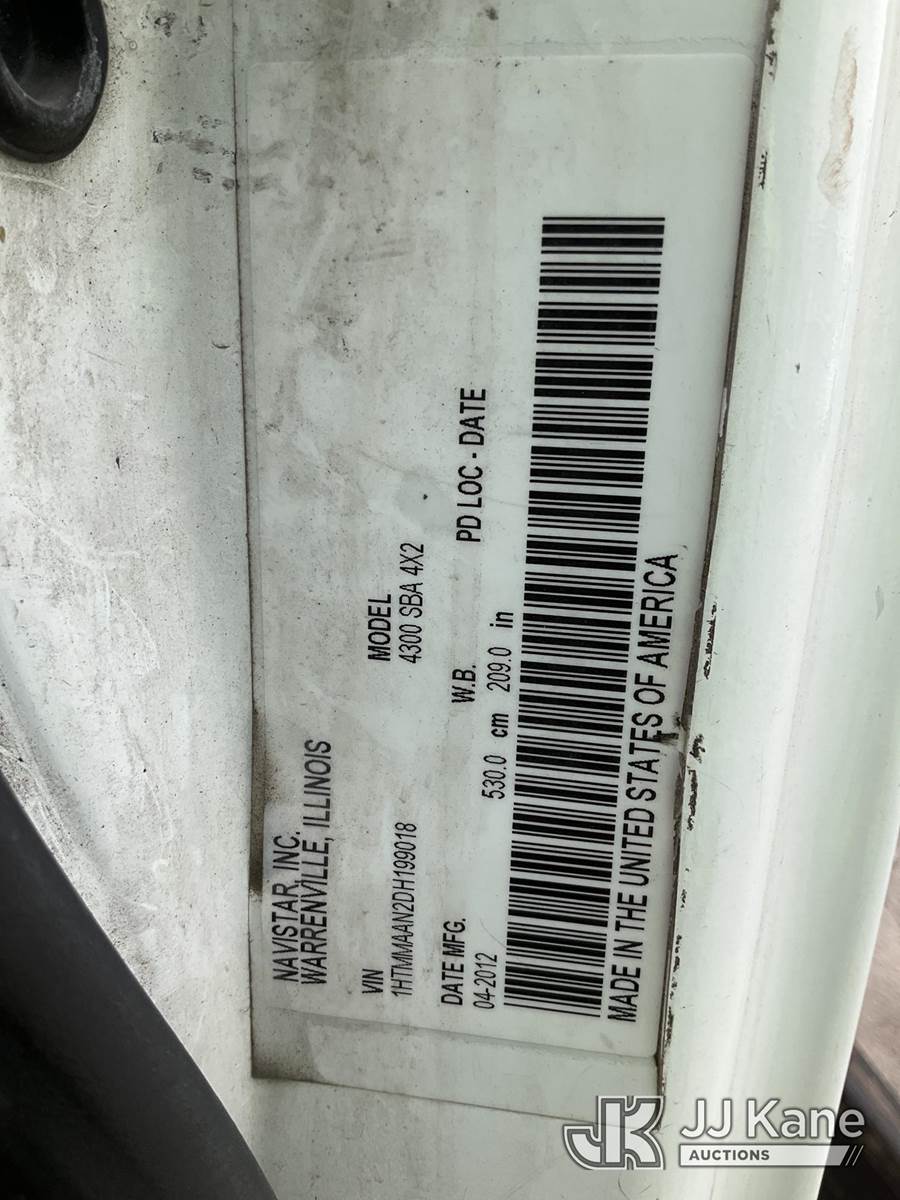 NAVISTAR, INC.
WARRENVILLE, ILLINOIS
VIN
1HTMMAAN2DH199018
MODEL
4300 SBA 4X2
DATE MFG.
04-2012
W.B.
530.0 cm 209.0 in
PD LOC - DATE
MADE IN THE UNITED STATES OF AMERICA
JK JJ Kane
AUCTIONS